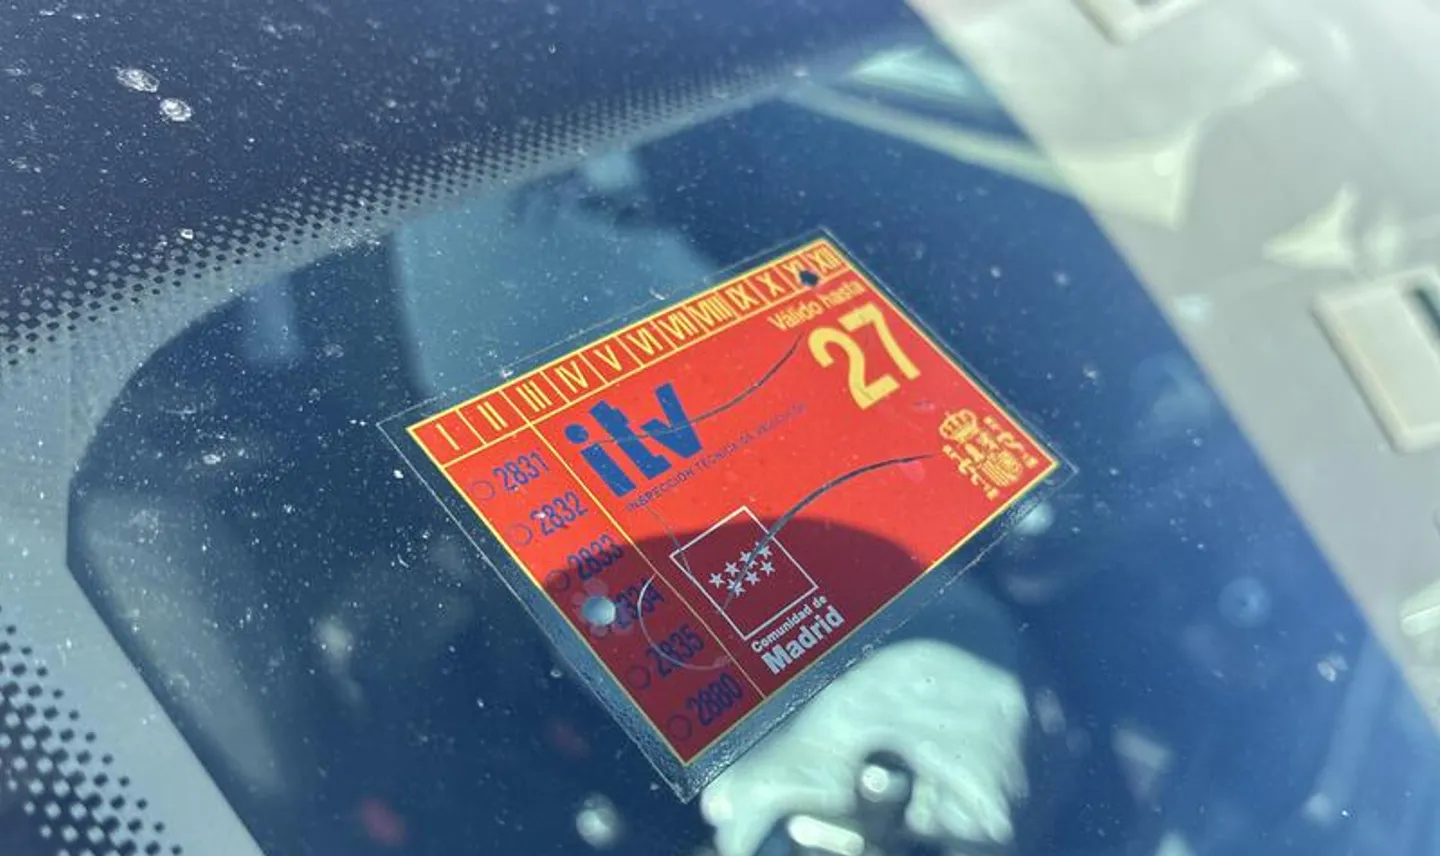 I II III IV V VI VII VIII IX X XI XII
Válido hasta
27
itv
INSPECCIÓN TÉCNICA DE VEHÍCULOS
2831
2832
2833
2834
2835
2880
Comunidad de
Madrid